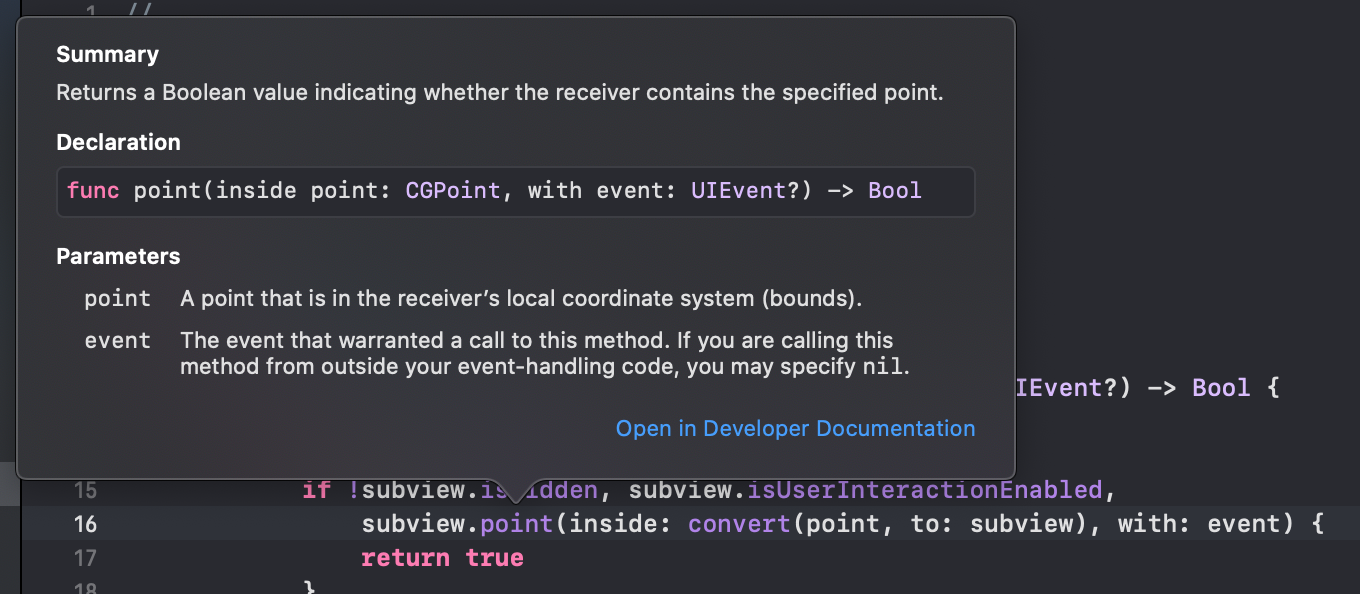 1 //
Summary
Returns a Boolean value indicating whether the receiver contains the specified point.
Declaration
func point(inside point: CGPoint, with event: UIEvent?) -> Bool
Parameters
point A point that is in the receiver’s local coordinate system (bounds).
event The event that warranted a call to this method. If you are calling this
method from outside your event-handling code, you may specify nil.
IEvent?) -> Bool {
Open in Developer Documentation
15 if !subview.isHidden, subview.isUserInteractionEnabled,
16 subview.point(inside: convert(point, to: subview), with: event) {
17 return true
18 }